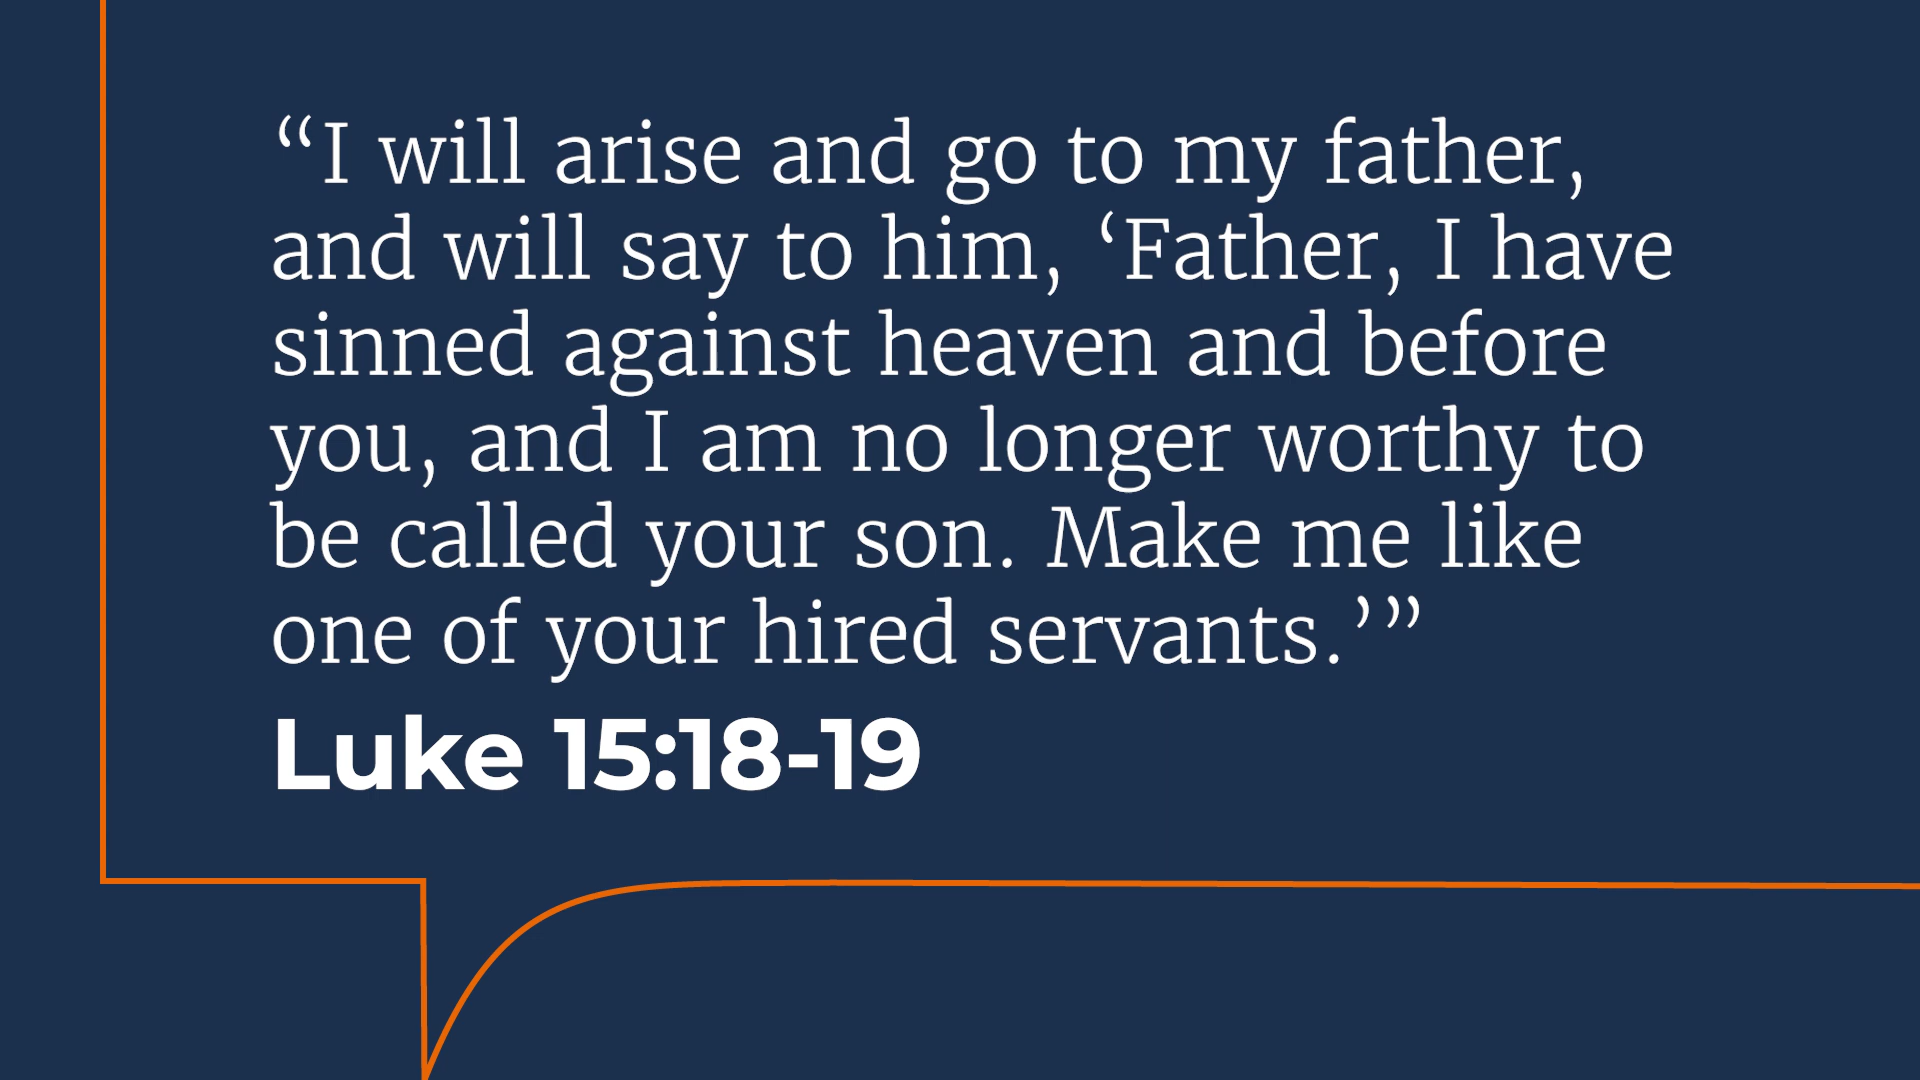 “I will arise and go to my father,
and will say to him, ‘Father, I have
sinned against heaven and before
you, and I am no longer worthy to
be called your son. Make me like
one of your hired servants.’”
Luke 15:18-19